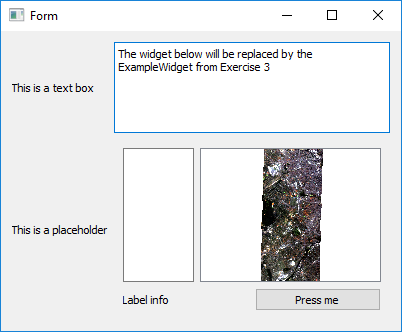 Form
The widget below will be replaced by the
ExampleWidget from Exercise 3
This is a text box
This is a placeholder
Label info
Press me